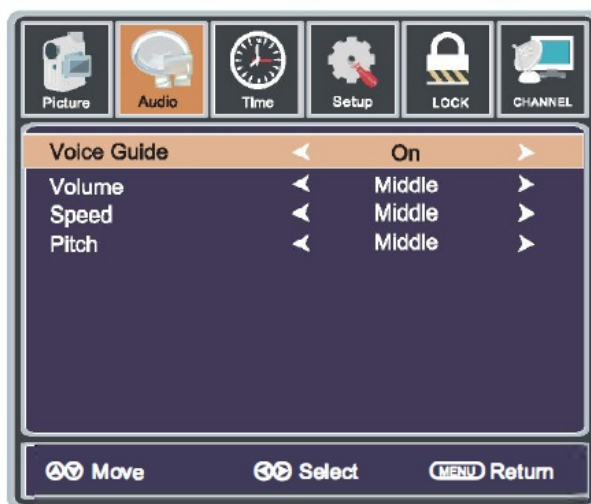 Picture Audio Time Setup LOCK CHANNEL
Voice Guide On
Volume Middle
Speed Middle
Pitch Middle
Move Select MENU Return